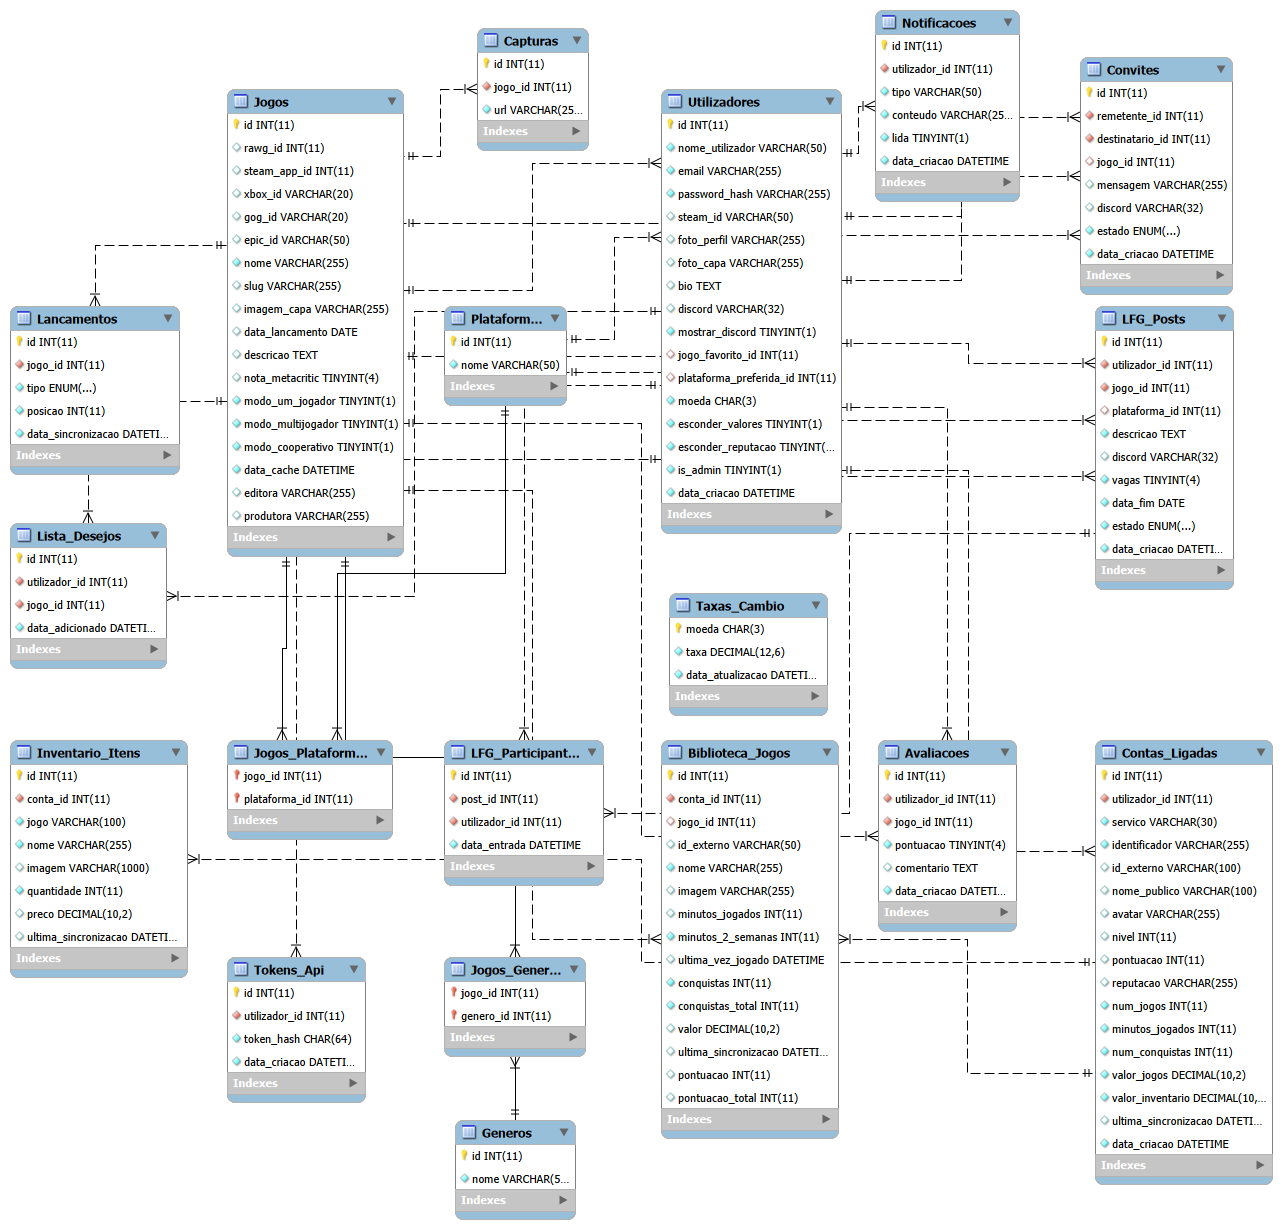 Capturas
id INT(11)
jogo_id INT(11)
url VARCHAR(25...
Indexes
Notificacoes
id INT(11)
utilizador_id INT(11)
tipo VARCHAR(50)
conteudo VARCHAR(25...
lida TINYINT(1)
data_criacao DATETIME
Indexes
Convites
id INT(11)
remetente_id INT(11)
destinatario_id INT(11)
jogo_id INT(11)
mensagem VARCHAR(255)
discord VARCHAR(32)
estado ENUM(...)
data_criacao DATETIME
Indexes
Jogos
id INT(11)
rawg_id INT(11)
steam_app_id INT(11)
xbox_id VARCHAR(20)
gog_id VARCHAR(20)
epic_id VARCHAR(50)
nome VARCHAR(255)
slug VARCHAR(255)
imagem_capa VARCHAR(255)
data_lancamento DATE
descricao TEXT
nota_metacritic TINYINT(4)
modo_um_jogador TINYINT(1)
modo_multijogador TINYINT(1)
modo_cooperativo TINYINT(1)
data_cache DATETIME
editora VARCHAR(255)
produtora VARCHAR(255)
Indexes
Utilizadores
id INT(11)
nome_utilizador VARCHAR(50)
email VARCHAR(255)
password_hash VARCHAR(255)
steam_id VARCHAR(50)
foto_perfil VARCHAR(255)
foto_capa VARCHAR(255)
bio TEXT
discord VARCHAR(32)
mostrar_discord TINYINT(1)
jogo_favorito_id INT(11)
plataforma_preferida_id INT(11)
moeda CHAR(3)
esconder_valores TINYINT(1)
esconder_reputacao TINYINT(...
is_admin TINYINT(1)
data_criacao DATETIME
Indexes
Lancamentos
id INT(11)
jogo_id INT(11)
tipo ENUM(...)
posicao INT(11)
data_sincronizacao DATETI...
Indexes
Plataform...
id INT(11)
nome VARCHAR(50)
Indexes
LFG_Posts
id INT(11)
utilizador_id INT(11)
jogo_id INT(11)
plataforma_id INT(11)
descricao TEXT
discord VARCHAR(32)
vagas TINYINT(4)
data_fim DATE
estado ENUM(...)
data_criacao DATETI...
Indexes
Lista_Desejos
id INT(11)
utilizador_id INT(11)
jogo_id INT(11)
data_adicionado DATETI...
Indexes
Taxas_Cambio
moeda CHAR(3)
taxa DECIMAL(12,6)
data_atualizacao DATETI...
Indexes
Inventario_Itens
id INT(11)
conta_id INT(11)
jogo VARCHAR(100)
nome VARCHAR(255)
imagem VARCHAR(1000)
quantidade INT(11)
preco DECIMAL(10,2)
ultima_sincronizacao DATETI...
Indexes
Jogos_Plataform...
jogo_id INT(11)
plataforma_id INT(11)
Indexes
LFG_Participant...
id INT(11)
post_id INT(11)
utilizador_id INT(11)
data_entrada DATETIME
Indexes
Biblioteca_Jogos
id INT(11)
conta_id INT(11)
jogo_id INT(11)
id_externo VARCHAR(50)
nome VARCHAR(255)
imagem VARCHAR(255)
minutos_jogados INT(11)
minutos_2_semanas INT(11)
ultima_vez_jogado DATETIME
conquistas INT(11)
conquistas_total INT(11)
valor DECIMAL(10,2)
ultima_sincronizacao DATETI...
pontuacao INT(11)
pontuacao_total INT(11)
Indexes
Avaliacoes
id INT(11)
utilizador_id INT(11)
jogo_id INT(11)
pontuacao TINYINT(4)
comentario TEXT
data_criacao DATETI...
Indexes
Contas_Ligadas
id INT(11)
utilizador_id INT(11)
servico VARCHAR(30)
identificador VARCHAR(255)
id_externo VARCHAR(100)
nome_publico VARCHAR(100)
avatar VARCHAR(255)
nivel INT(11)
pontuacao INT(11)
reputacao VARCHAR(255)
num_jogos INT(11)
minutos_jogados INT(11)
num_conquistas INT(11)
valor_jogos DECIMAL(10,2)
valor_inventario DECIMAL(10,...
ultima_sincronizacao DATETI...
data_criacao DATETIME
Indexes
Tokens_Api
id INT(11)
utilizador_id INT(11)
token_hash CHAR(64)
data_criacao DATETI...
Indexes
Jogos_Gener...
jogo_id INT(11)
genero_id INT(11)
Indexes
Generos
id INT(11)
nome VARCHAR(5...
Indexes